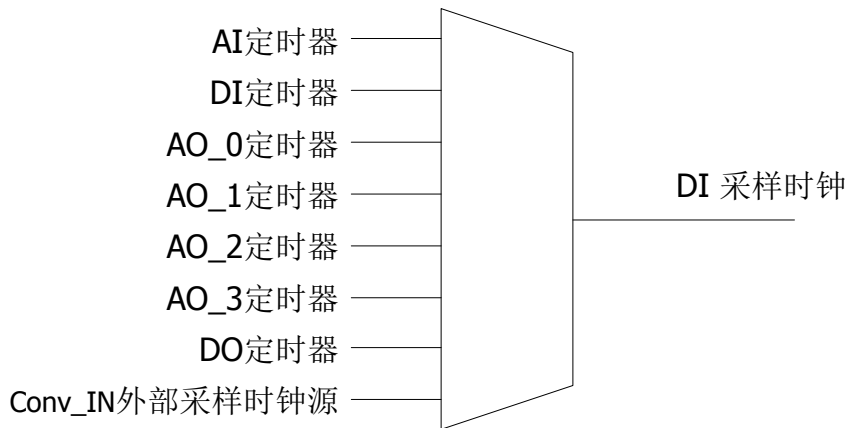 AI定时器
DI定时器
AO_0定时器
AO_1定时器
DI 采样时钟
AO_2定时器
AO_3定时器
DO定时器
Conv_IN外部采样时钟源